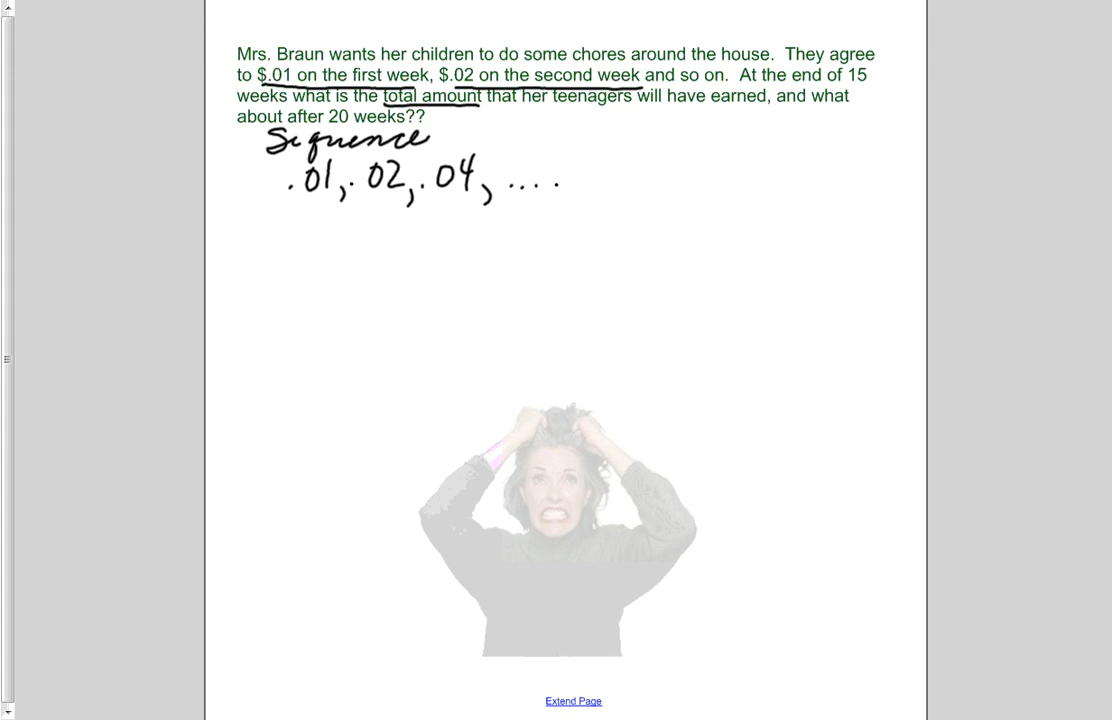 Mrs. Braun wants her children to do some chores around the house.  They agree
to $.01 on the first week, $.02 on the second week and so on.  At the end of 15
weeks what is the total amount that her teenagers will have earned, and what
about after 20 weeks??
Sequence
.01, .02, .04, ....
Extend Page